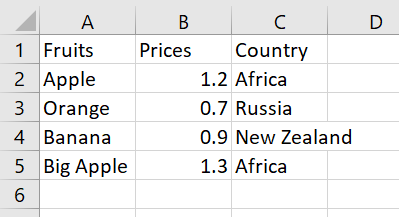 A B C D
1 Fruits Prices Country
2 Apple 1.2 Africa
3 Orange 0.7 Russia
4 Banana 0.9 New Zealand
5 Big Apple 1.3 Africa
6